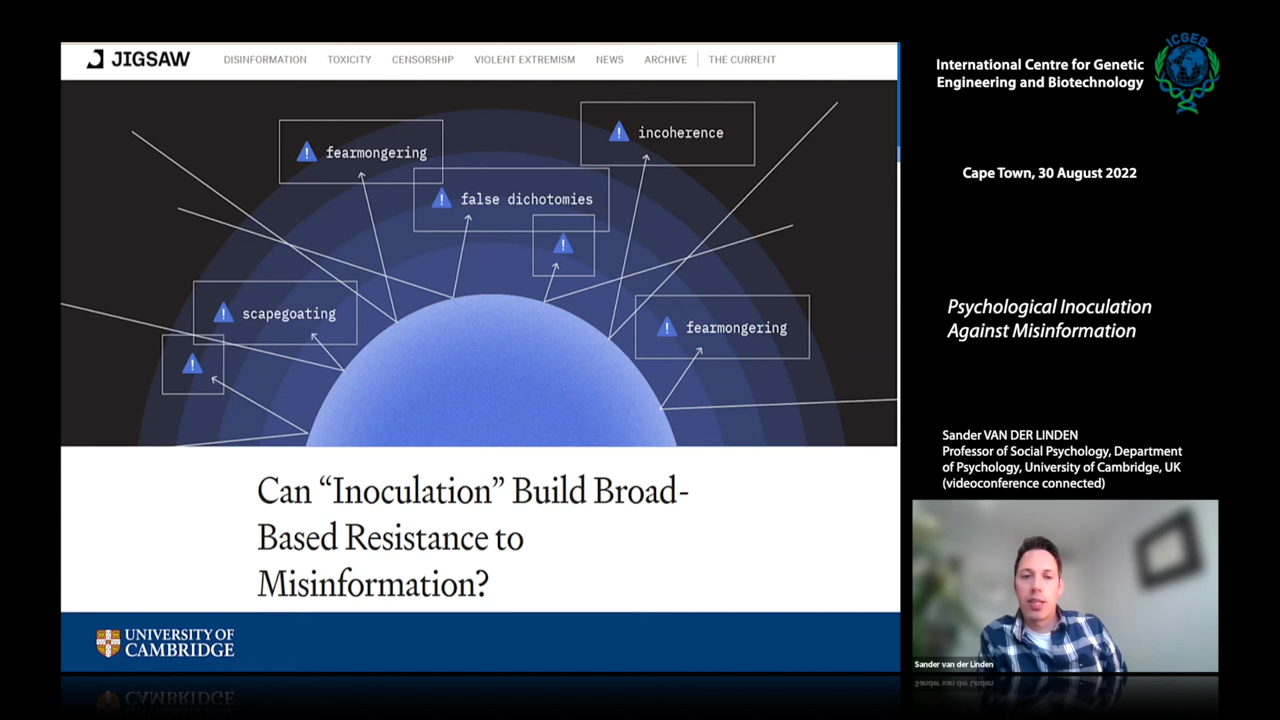 JIGSAW
DISINFORMATION TOXICITY CENSORSHIP VIOLENT EXTREMISM NEWS ARCHIVE THE CURRENT
! fearmongering
! incoherence
! false dichotomies
!
! scapegoating
! fearmongering
!
Can “Inoculation” Build Broad-
Based Resistance to
Misinformation?
UNIVERSITY OF
CAMBRIDGE
International Centre for Genetic
Engineering and Biotechnology
ICGEB
Cape Town, 30 August 2022
Psychological Inoculation
Against Misinformation
Sander VAN DER LINDEN
Professor of Social Psychology, Department
of Psychology, University of Cambridge, UK
(videoconference connected)
Sander van der Linden